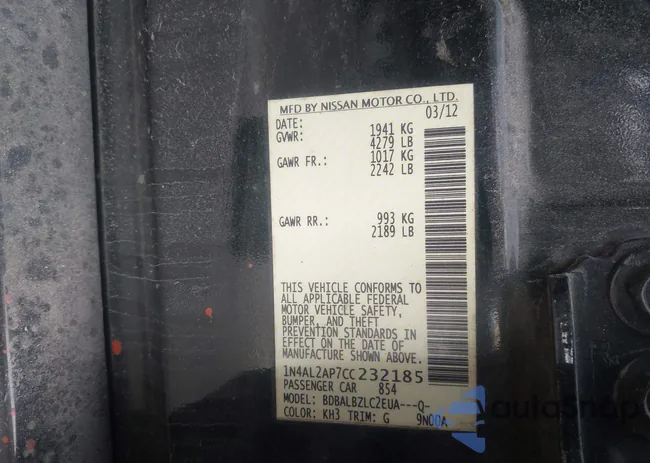 MFD BY NISSAN MOTOR CO., LTD.
DATE: 03/12
GVWR: 1941 KG
4279 LB
GAWR FR.: 1017 KG
2242 LB
GAWR RR.: 993 KG
2189 LB
THIS VEHICLE CONFORMS TO
ALL APPLICABLE FEDERAL
MOTOR VEHICLE SAFETY,
BUMPER, AND THEFT
PREVENTION STANDARDS IN
EFFECT ON THE DATE OF
MANUFACTURE SHOWN ABOVE.
1N4AL2AP7CC232185
PASSENGER CAR 854
MODEL: BDBALBZLC2EUA---Q-
COLOR: KH3 TRIM: G 9N00A
autaSnap